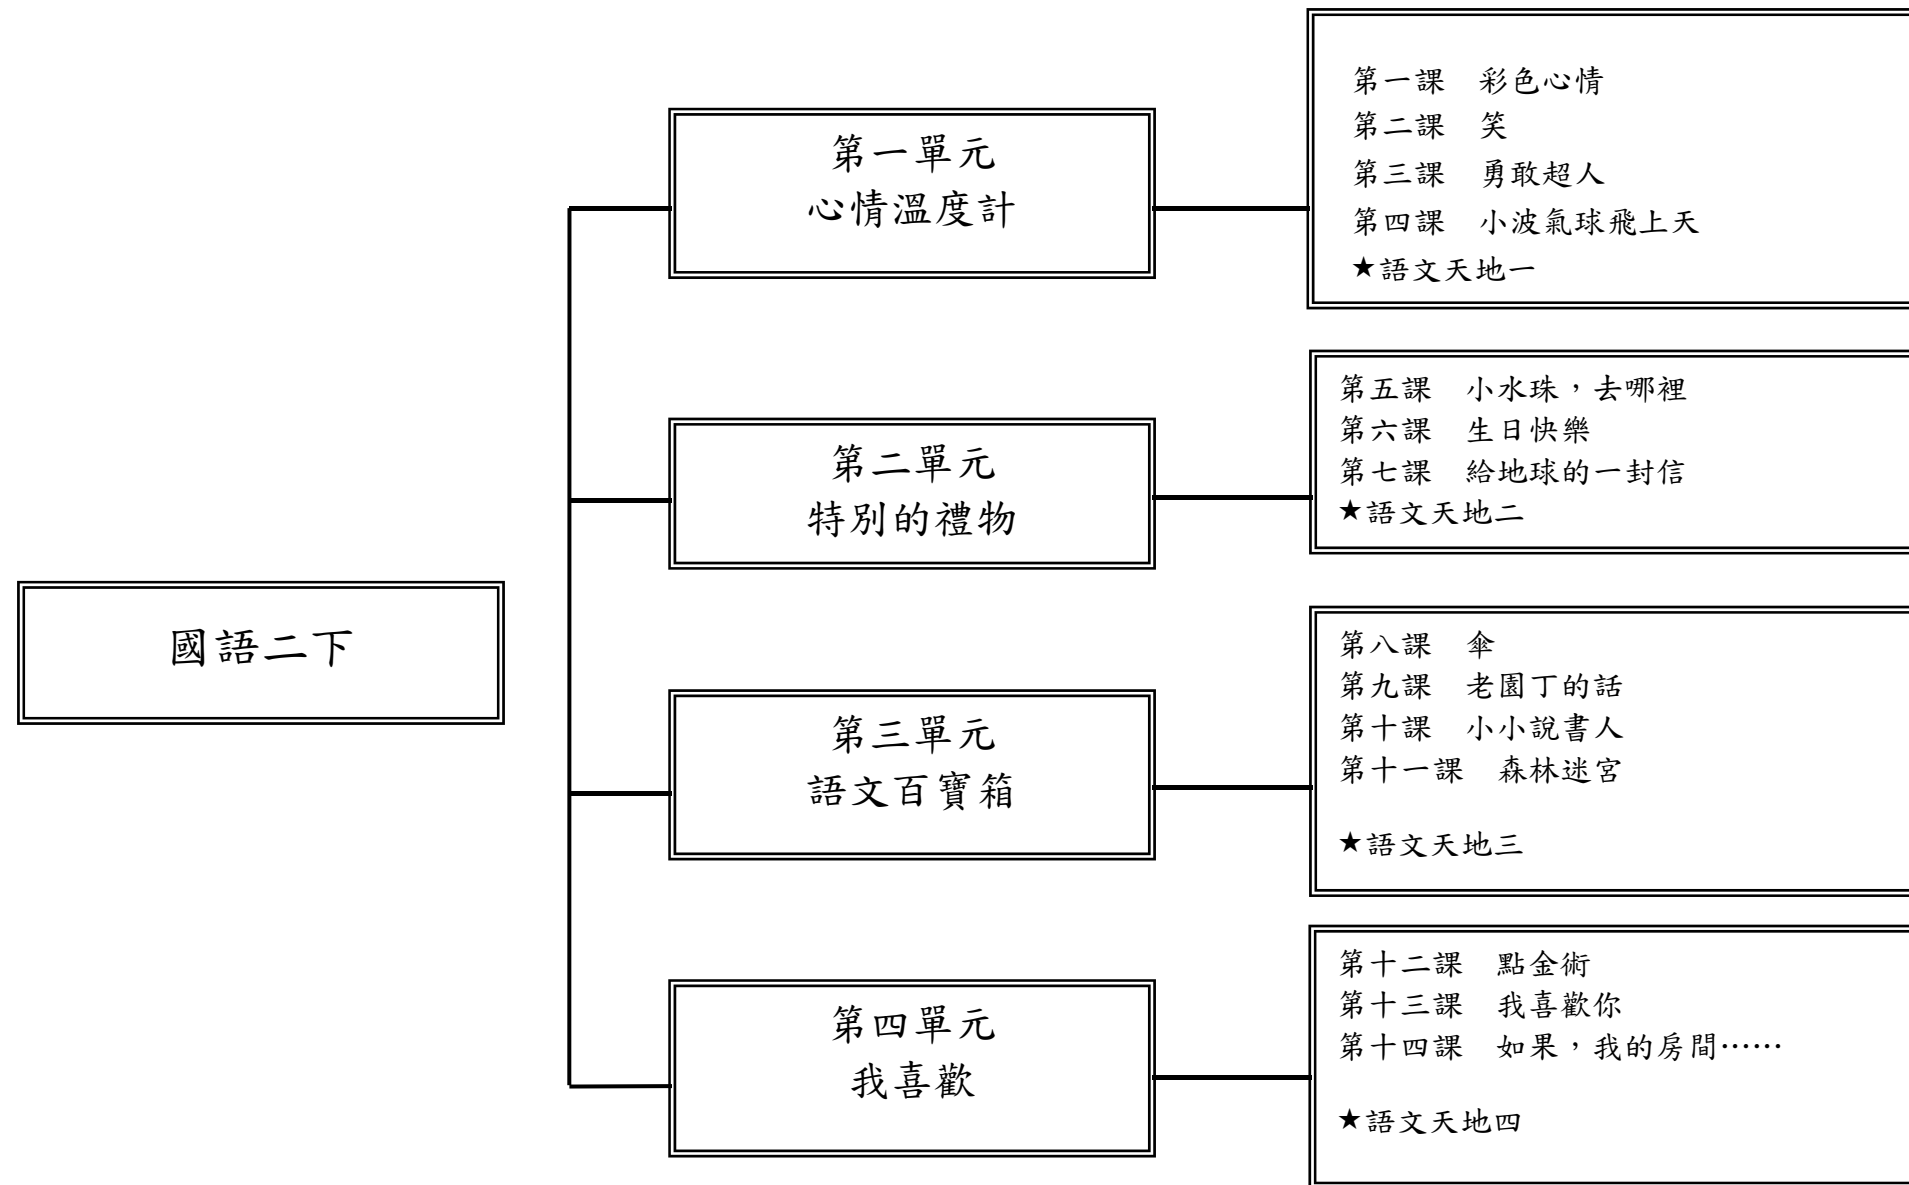 國語二下
第一單元
心情溫度計
第一課　彩色心情
第二課　笑
第三課　勇敢超人
第四課　小波氣球飛上天
★語文天地一
第二單元
特別的禮物
第五課　小水珠，去哪裡
第六課　生日快樂
第七課　給地球的一封信
★語文天地二
第三單元
語文百寶箱
第八課　傘
第九課　老園丁的話
第十課　小小說書人
第十一課　森林迷宮
★語文天地三
第四單元
我喜歡
第十二課　點金術
第十三課　我喜歡你
第十四課　如果，我的房間……
★語文天地四